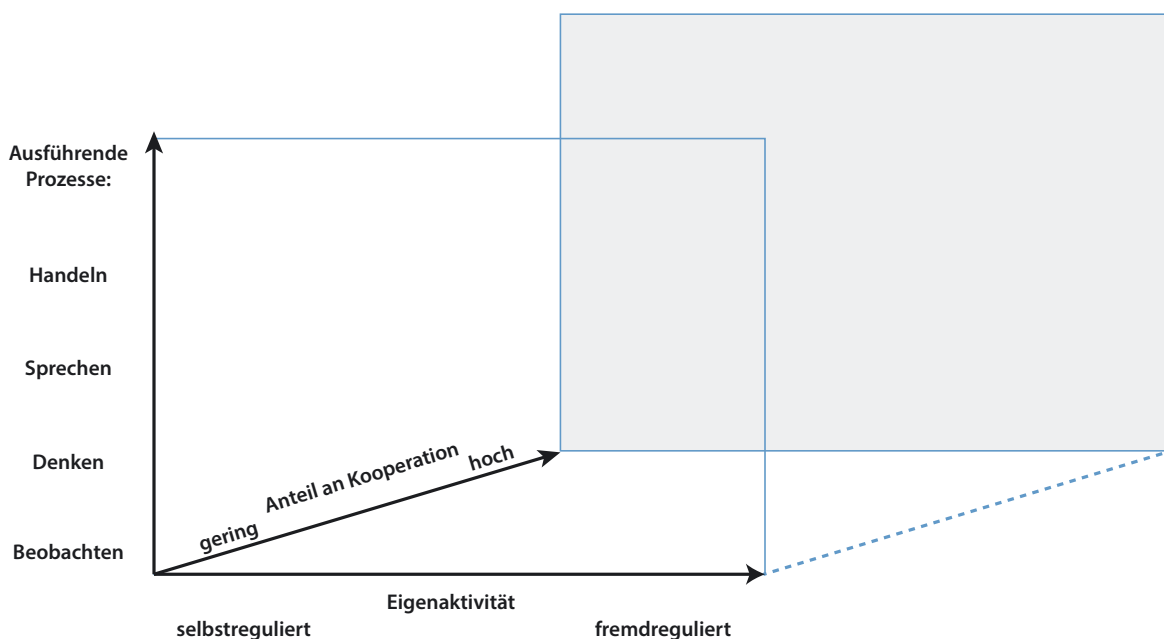 Ausführende
Prozesse:
Handeln
Sprechen
Denken
Beobachten
gering
Anteil an Kooperation
hoch
Eigenaktivität
selbstreguliert
fremdreguliert